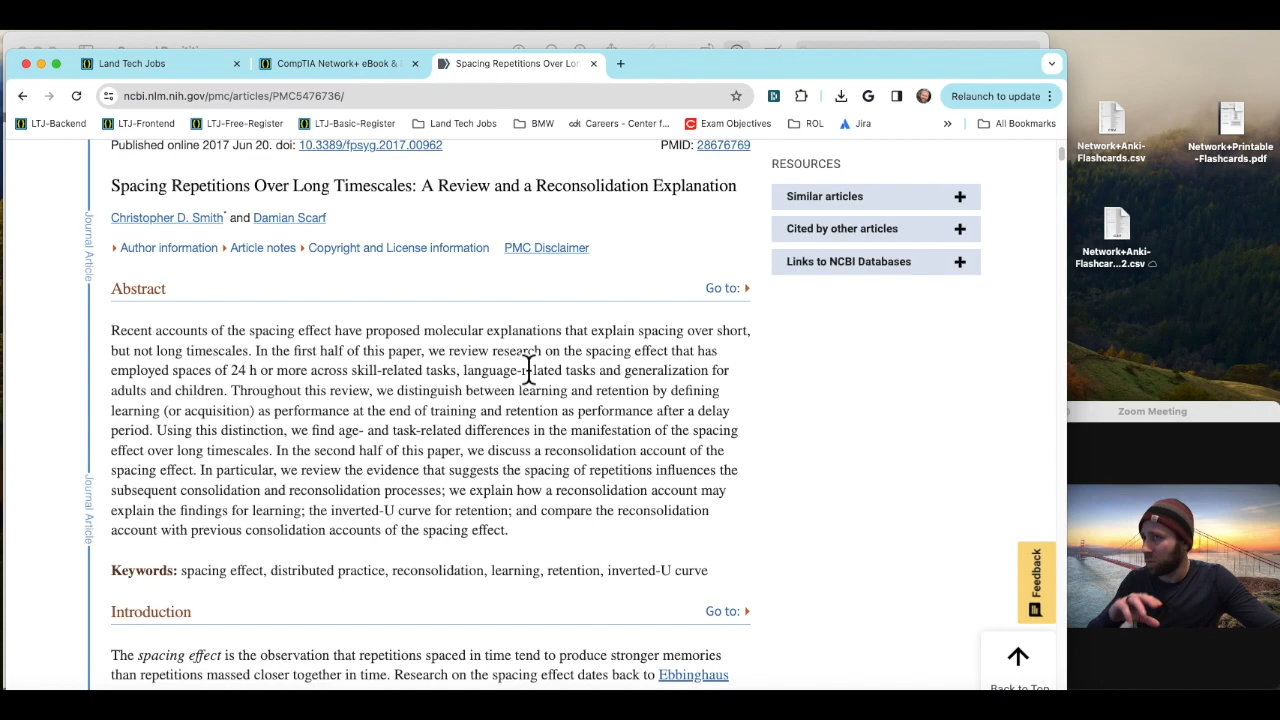 Land Tech Jobs
CompTIA Network+ eBook &
Spacing Repetitions Over Lor
ncbi.nlm.nih.gov/pmc/articles/PMC5476736/
Relaunch to update
LTJ-Backend
LTJ-Frontend
LTJ-Free-Register
LTJ-Basic-Register
Land Tech Jobs
BMW
cdk Careers - Center f...
Exam Objectives
ROL
Jira
»
All Bookmarks
Published online 2017 Jun 20. doi: 10.3389/fpsyg.2017.00962
PMID: 28676769
Spacing Repetitions Over Long Timescales: A Review and a Reconsolidation Explanation
Christopher D. Smith* and Damian Scarf
Author information Article notes Copyright and License information PMC Disclaimer
Abstract
Go to:
Recent accounts of the spacing effect have proposed molecular explanations that explain spacing over short,
but not long timescales. In the first half of this paper, we review research on the spacing effect that has
employed spaces of 24 h or more across skill-related tasks, language-related tasks and generalization for
adults and children. Throughout this review, we distinguish between learning and retention by defining
learning (or acquisition) as performance at the end of training and retention as performance after a delay
period. Using this distinction, we find age- and task-related differences in the manifestation of the spacing
effect over long timescales. In the second half of this paper, we discuss a reconsolidation account of the
spacing effect. In particular, we review the evidence that suggests the spacing of repetitions influences the
subsequent consolidation and reconsolidation processes; we explain how a reconsolidation account may
explain the findings for learning; the inverted-U curve for retention; and compare the reconsolidation
account with previous consolidation accounts of the spacing effect.
Keywords: spacing effect, distributed practice, reconsolidation, learning, retention, inverted-U curve
Introduction
Go to:
The spacing effect is the observation that repetitions spaced in time tend to produce stronger memories
than repetitions massed closer together in time. Research on the spacing effect dates back to Ebbinghaus
Journal Article
Journal Article
RESOURCES
Similar articles
Cited by other articles
Links to NCBI Databases
Feedback
Back to Top
Network+Anki-
Flashcards.csv
Network+Printable
-Flashcards.pdf
Network+Anki-
Flashcar...2.csv
Zoom Meeting